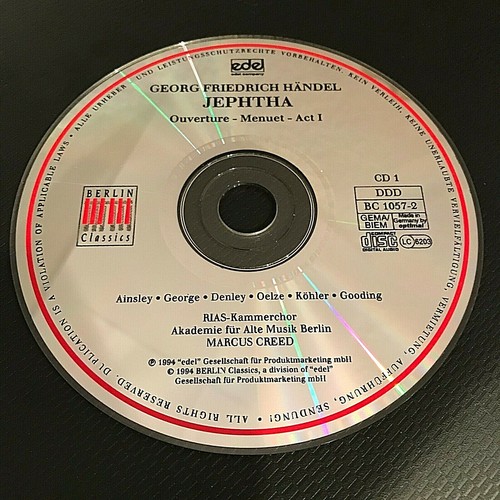 edel
edel company
GEORG FRIEDRICH HÄNDEL
JEPHTHA
Ouverture – Menuet – Act I
BERLIN
Classics
CD 1
DDD
BC 1057-2
GEMA/
BIEM
Made in
Germany by
optimal
COMPACT
disc
DIGITAL AUDIO
LC 6203
Ainsley • George • Denley • Oelze • Köhler • Gooding
RIAS-Kammerchor
Akademie für Alte Musik Berlin
MARCUS CREED
℗ 1994 "edel" Gesellschaft für Produktmarketing mbH
© 1994 BERLIN Classics, a division of "edel"
Gesellschaft für Produktmarketing mbH
• ALLE URHEBER- UND LEISTUNGSSCHUTZRECHTE VORBEHALTEN. KEIN VERLEIH, KEINE UNERLAUBTE VERVIELFÄLTIGUNG, VERMIETUNG, AUFFÜHRUNG, SENDUNG! • ALL RIGHTS RESERVED. DUPLICATION IS A VIOLATION OF APPLICABLE LAWS